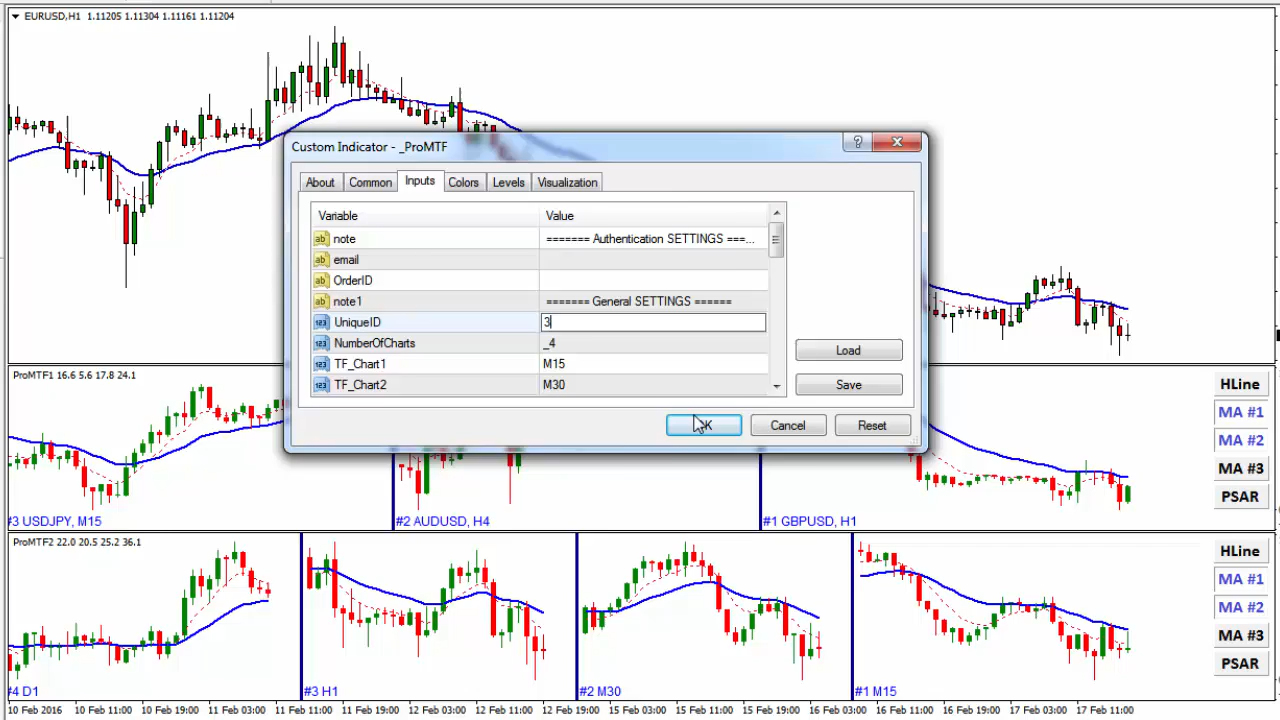 EURUSD,H1 1.11205 1.11304 1.11161 1.11204
Custom Indicator - _ProMTF
?
About Common Inputs Colors Levels Visualization
Variable Value
ab note ======= Authentication SETTINGS ===...
ab email
ab OrderID
ab note1 ======= General SETTINGS ======
123 UniqueID 3
123 NumberOfCharts _4
123 TF_Chart1 M15
123 TF_Chart2 M30
Load
Save
Cancel
Reset
ProMTF1 16.6 5.6 17.8 24.1
HLine
MA #1
MA #2
MA #3
PSAR
#3 USDJPY, M15
#2 AUDUSD, H4
#1 GBPUSD, H1
ProMTF2 22.0 20.5 25.2 36.1
HLine
MA #1
MA #2
MA #3
PSAR
#4 D1
#3 H1
#2 M30
#1 M15
10 Feb 2016 10 Feb 11:00 10 Feb 19:00 11 Feb 03:00 11 Feb 11:00 11 Feb 19:00 12 Feb 03:00 12 Feb 11:00 12 Feb 19:00 15 Feb 03:00 15 Feb 11:00 15 Feb 19:00 16 Feb 03:00 16 Feb 11:00 16 Feb 19:00 17 Feb 03:00 17 Feb 11:00